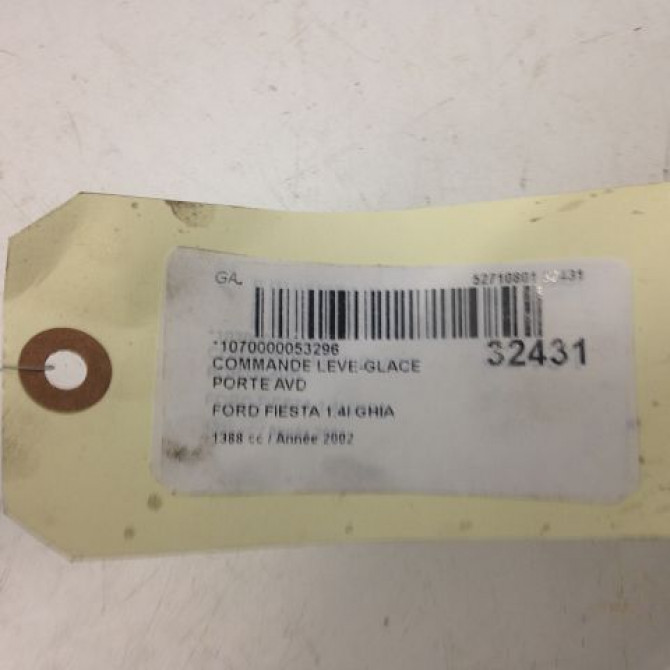 GA. 52710801 32431
*1070000053296 32431
COMMANDE LEVE-GLACE
PORTE AVD
FORD FIESTA 1.4I GHIA
1388 cc / Année 2002